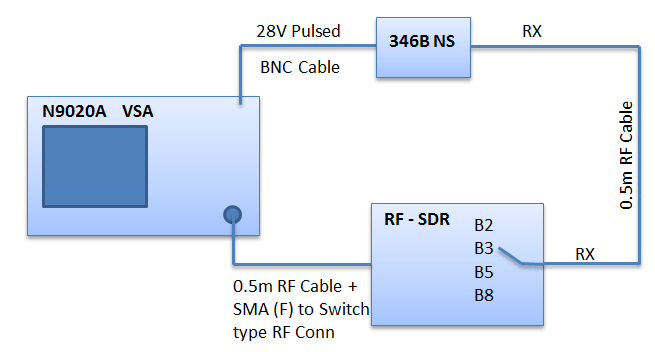 28V Pulsed
BNC Cable
346B NS
RX
N9020A VSA
0.5m RF Cable
RF - SDR
B2
B3
B5
B8
RX
0.5m RF Cable +
SMA (F) to Switch
type RF Conn